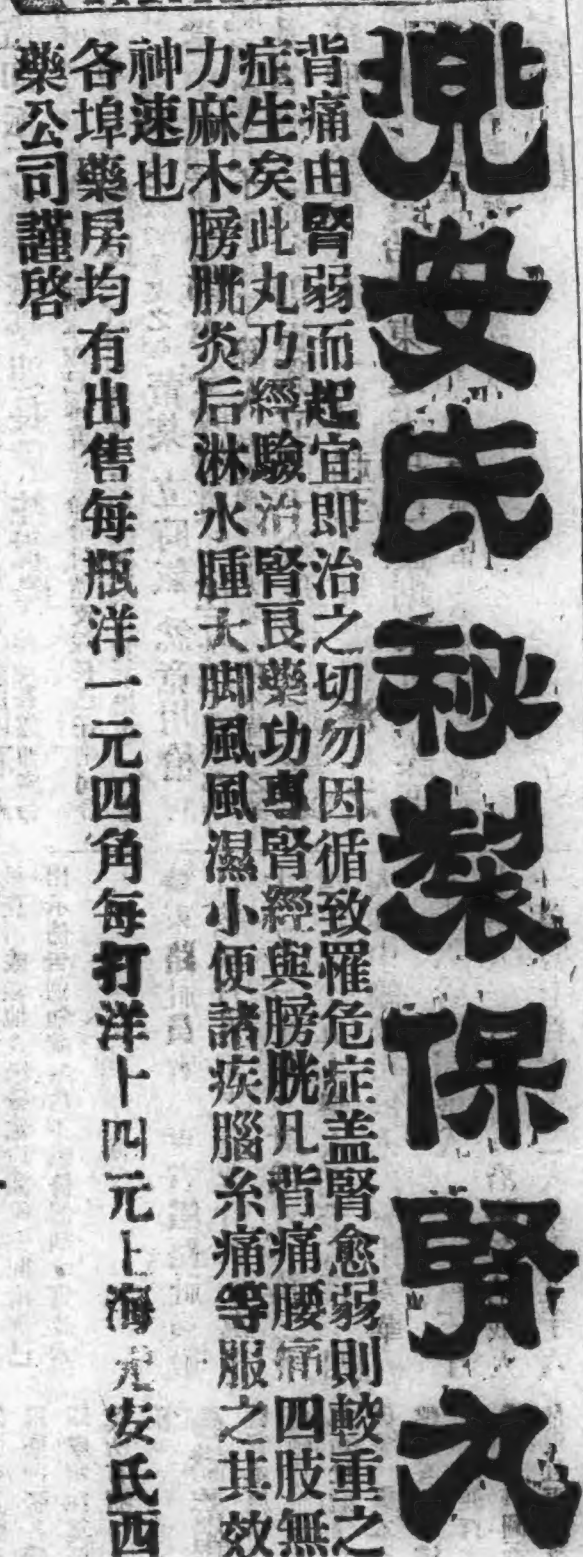 兜安氏秘製保腎丸
背痛由腎弱而起宜即治之切勿因循致罹危症盖腎愈弱則較重之
症生矣此丸乃經驗治腎良藥功專腎經與膀胱凡背痛腰痛四肢無
力麻木膀胱炎后淋水腫大脚風風濕小便諸疾腦糸痛等服之其效
神速也
各埠藥房均有出售每瓶洋一元四角每打洋十四元上海兜安氏西
藥公司謹啓